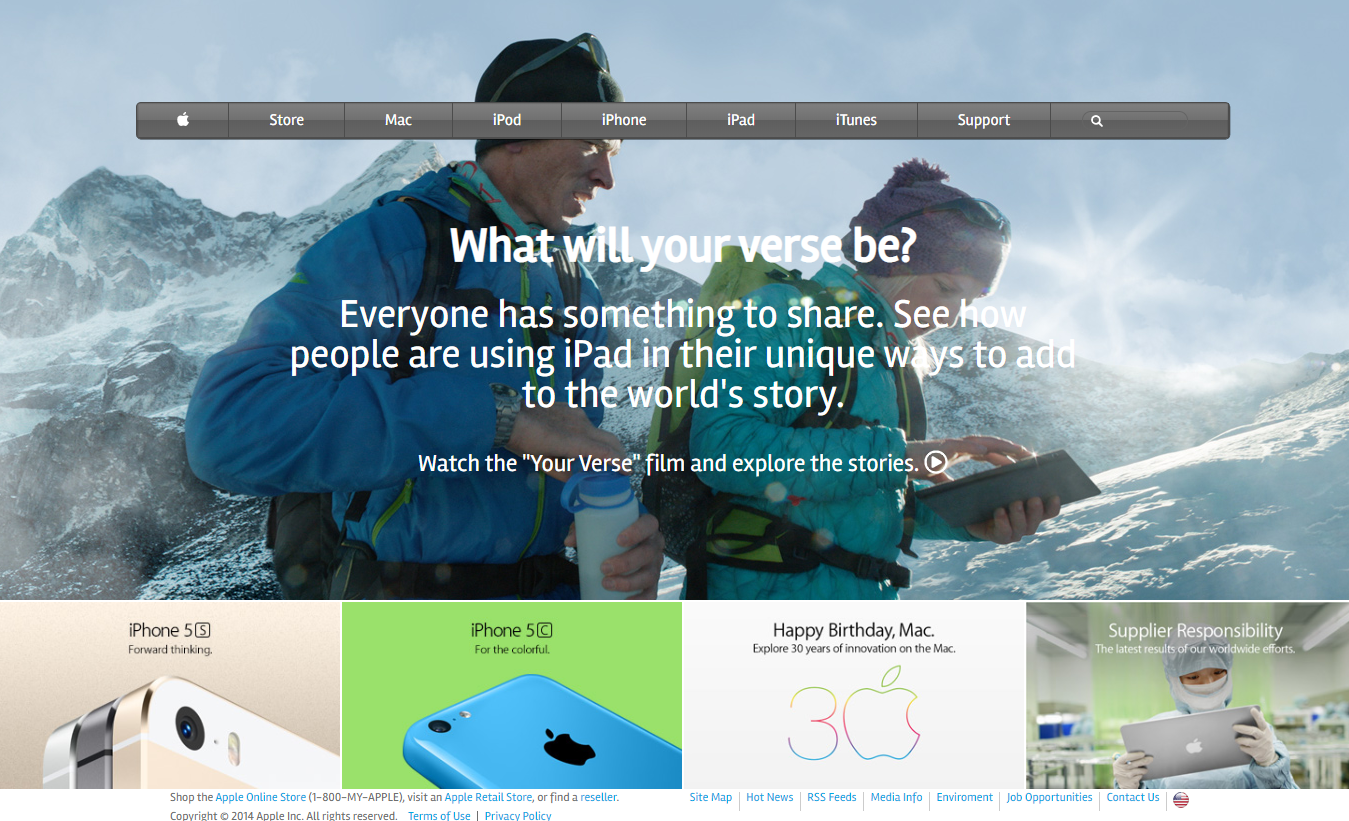 Store Mac iPod iPhone iPad iTunes Support
What will your verse be?
Everyone has something to share. See how
people are using iPad in their unique ways to add
to the world's story.
Watch the "Your Verse" film and explore the stories.
iPhone 5S
Forward thinking.
iPhone 5C
For the colorful.
Happy Birthday, Mac.
Explore 30 years of innovation on the Mac.
30
Supplier Responsibility
The latest results of our worldwide efforts.
Shop the Apple Online Store (1-800-MY-APPLE), visit an Apple Retail Store, or find a reseller.
Site Map | Hot News | RSS Feeds | Media Info | Enviroment | Job Opportunities | Contact Us
Copyright © 2014 Apple Inc. All rights reserved. Terms of Use | Privacy Policy